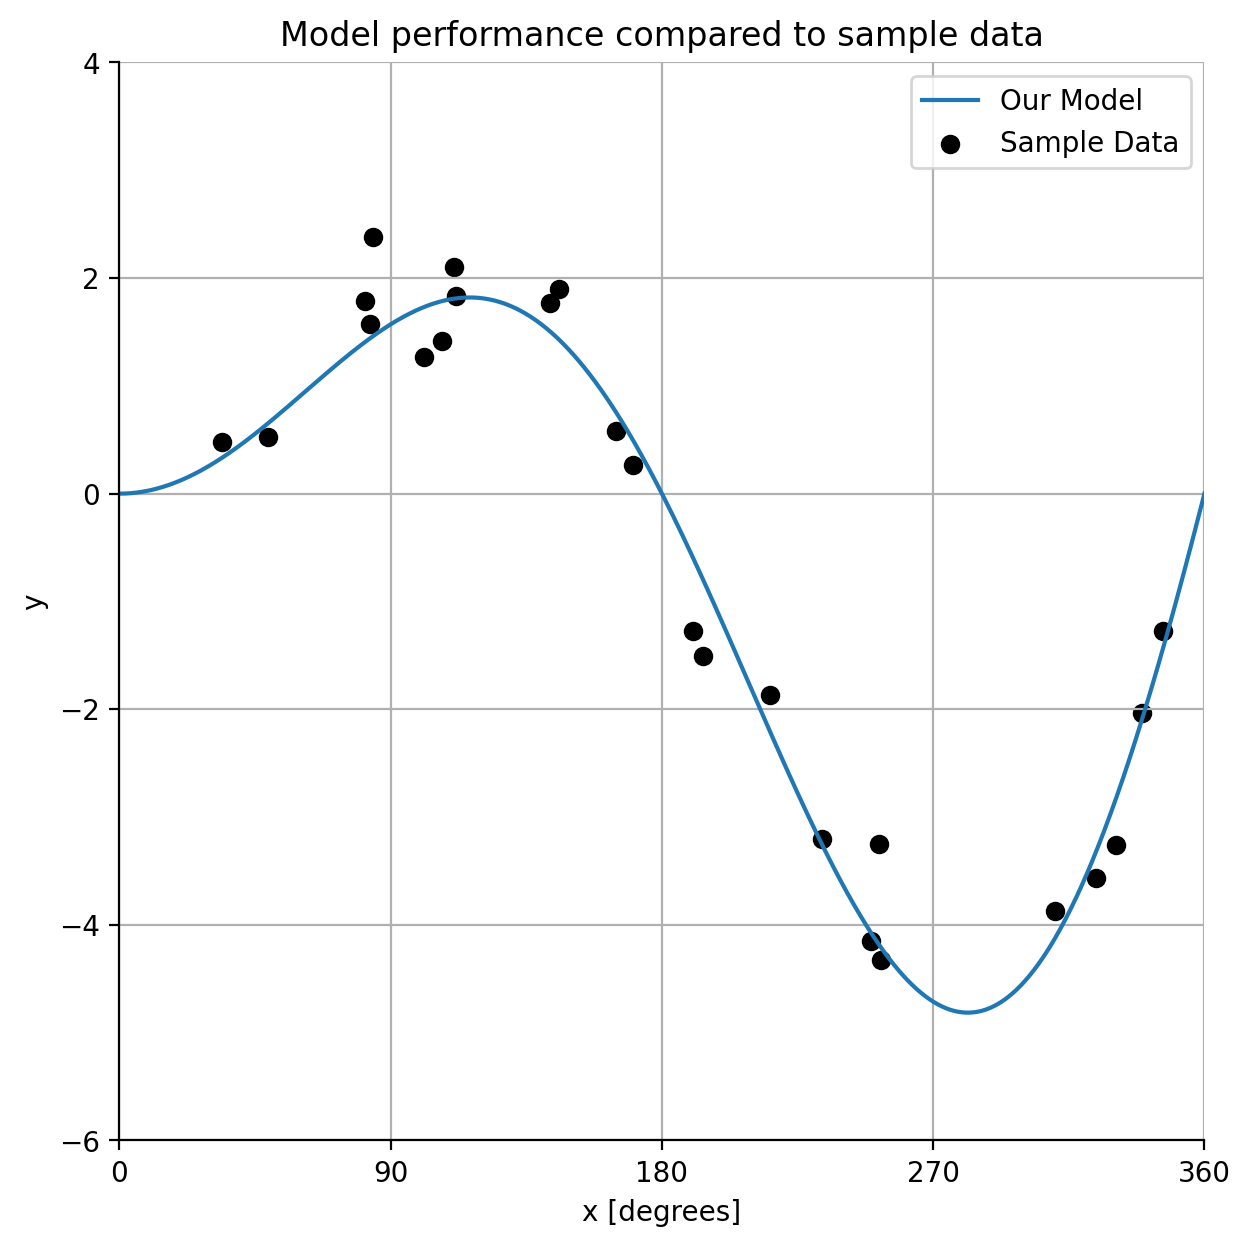 Model performance compared to sample data
4
Our Model
Sample Data
2
0
y
−2
−4
−6
0 90 180 270 360
x [degrees]